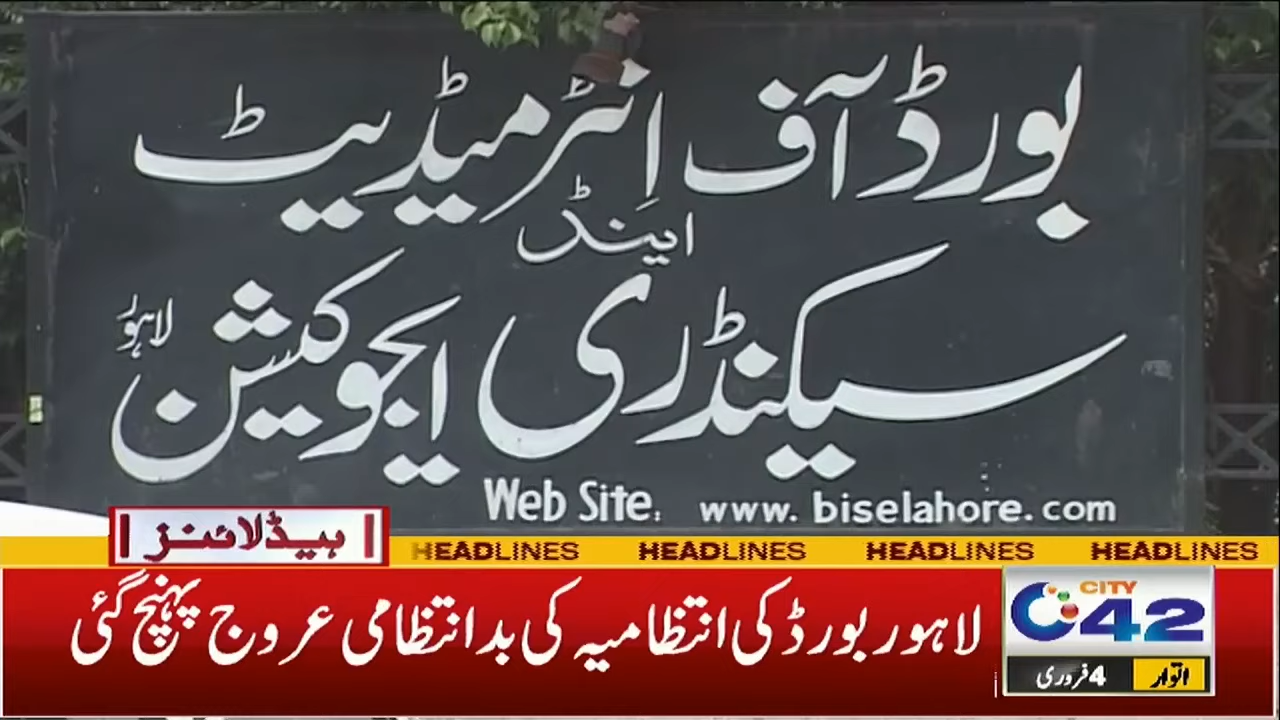 بورڈ آف انٹرمیڈیٹ
اینڈ
سیکنڈری ایجوکیشن لاہور
Web Site: www.biselahore.com
ہیڈلائنز
HEADLINES HEADLINES HEADLINES HEADLINES
لاہور بورڈ کی انتظامیہ کی بدانتظامی عروج پہنچ گئی
CITY 42
اتوار 4 فروری